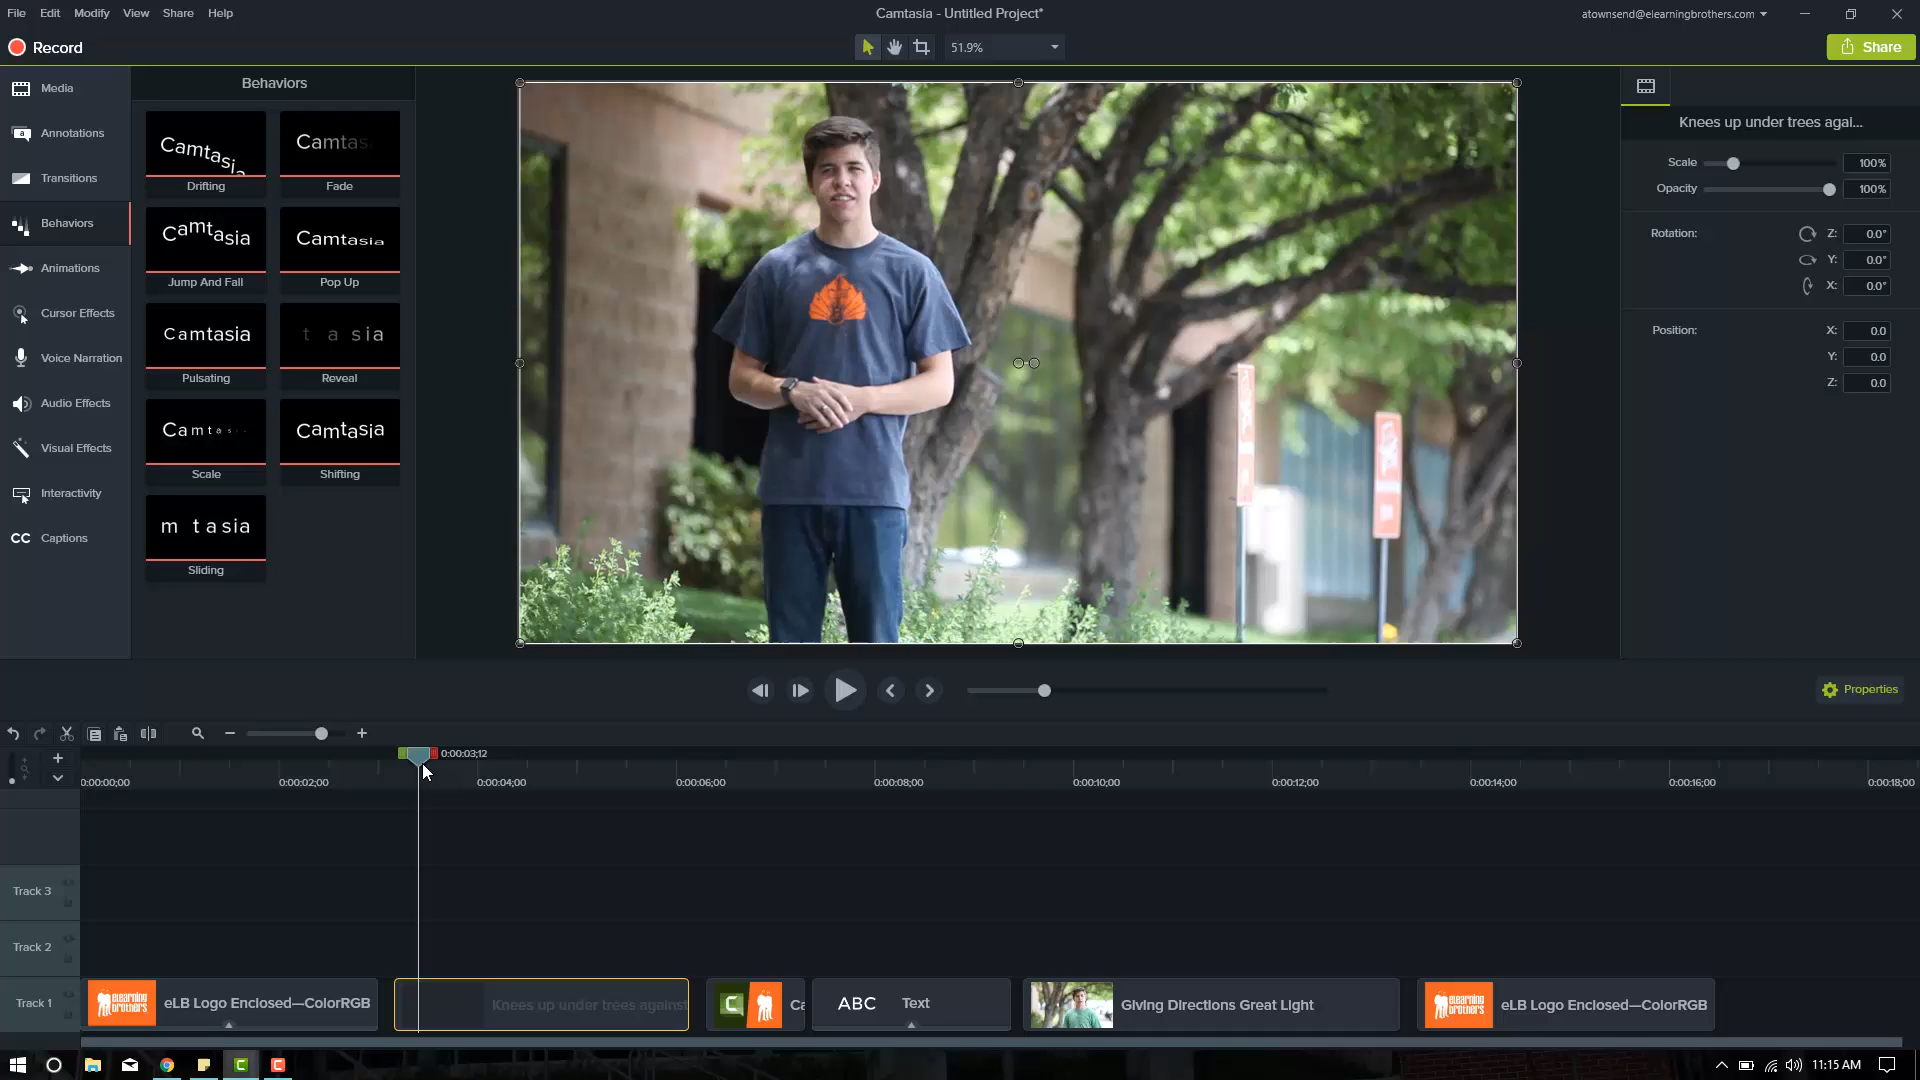 File Edit Modify View Share Help
Camtasia - Untitled Project*
atownsend@elearningbrothers.com
Record
51.9%
Share
Media
Annotations
Transitions
Behaviors
Animations
Cursor Effects
Voice Narration
Audio Effects
Visual Effects
Interactivity
CC Captions
Behaviors
Camtasia
Drifting
Camtas
Fade
Camtasia
Jump And Fall
Camtasia
Pop Up
Camtasia
Pulsating
t a sia
Reveal
Camtas
Scale
Camtasia
Shifting
m tasia
Sliding
Knees up under trees agai...
Scale 100%
Opacity 100%
Rotation: Z: 0.0°
Y: 0.0°
X: 0.0°
Position: X: 0.0
Y: 0.0
Z: 0.0
Properties
0:00:03;12
0:00:00;00 0:00:02;00 0:00:04;00 0:00:06;00 0:00:08;00 0:00:10;00 0:00:12;00 0:00:14;00 0:00:16;00 0:00:18;00
Track 3
Track 2
Track 1
elearning brothers
eLB Logo Enclosed—ColorRGB
Knees up under trees against
C
Ca
ABC Text
Giving Directions Great Light
elearning brothers
eLB Logo Enclosed—ColorRGB
11:15 AM